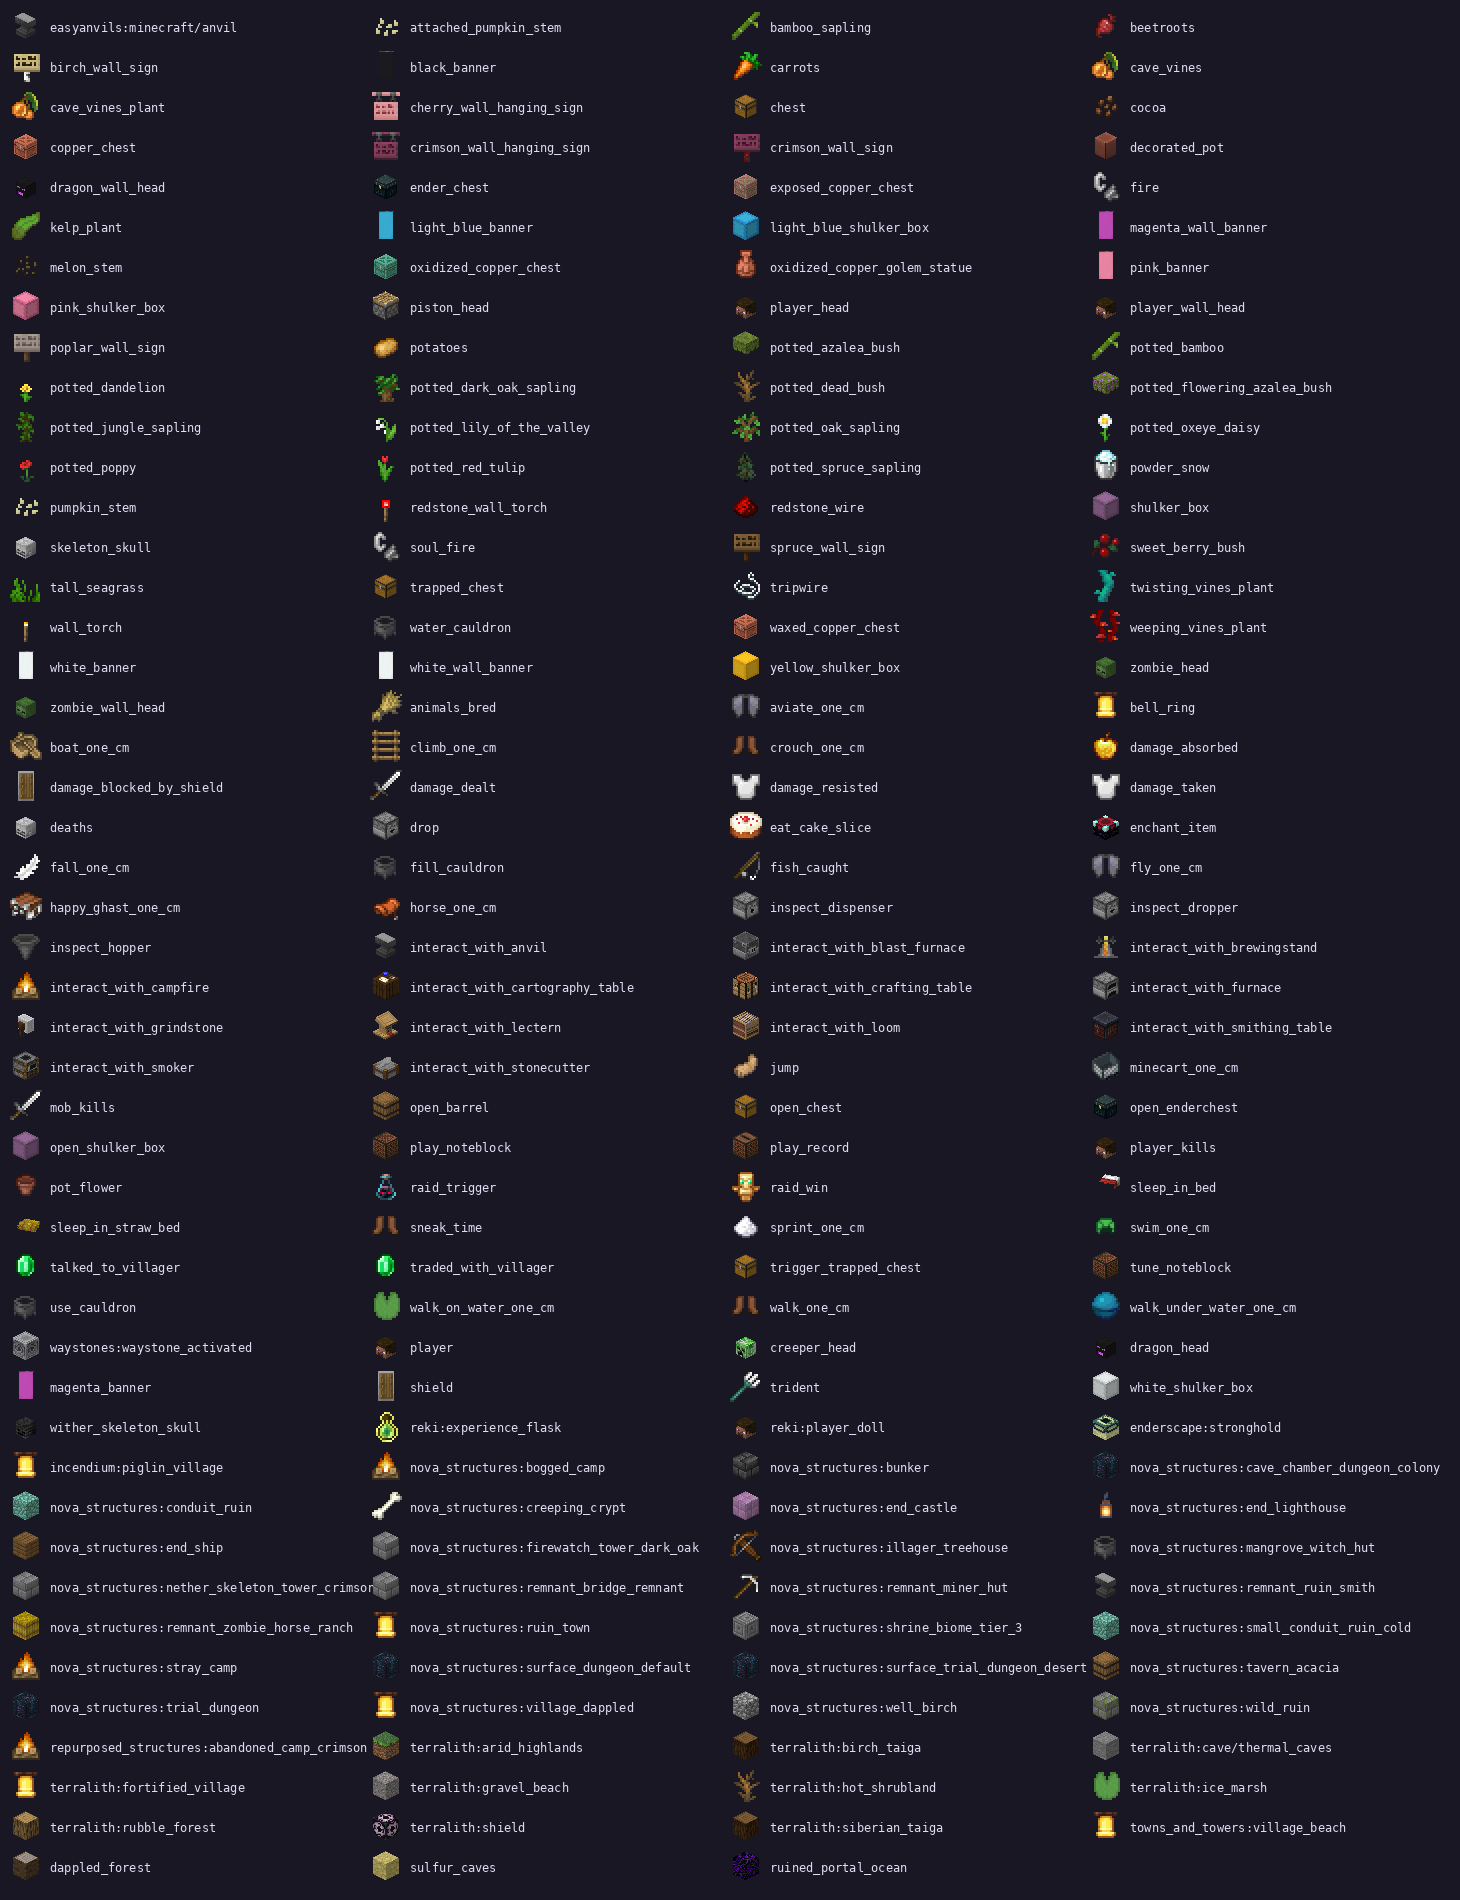 easyanvils:minecraft/anvil attached_pumpkin_stem bamboo_sapling beetroots
birch_wall_sign black_banner carrots cave_vines
cave_vines_plant cherry_wall_hanging_sign chest cocoa
copper_chest crimson_wall_hanging_sign crimson_wall_sign decorated_pot
dragon_wall_head ender_chest exposed_copper_chest fire
kelp_plant light_blue_banner light_blue_shulker_box magenta_wall_banner
melon_stem oxidized_copper_chest oxidized_copper_golem_statue pink_banner
pink_shulker_box piston_head player_head player_wall_head
poplar_wall_sign potatoes potted_azalea_bush potted_bamboo
potted_dandelion potted_dark_oak_sapling potted_dead_bush potted_flowering_azalea_bush
potted_jungle_sapling potted_lily_of_the_valley potted_oak_sapling potted_oxeye_daisy
potted_poppy potted_red_tulip potted_spruce_sapling powder_snow
pumpkin_stem redstone_wall_torch redstone_wire shulker_box
skeleton_skull soul_fire spruce_wall_sign sweet_berry_bush
tall_seagrass trapped_chest tripwire twisting_vines_plant
wall_torch water_cauldron waxed_copper_chest weeping_vines_plant
white_banner white_wall_banner yellow_shulker_box zombie_head
zombie_wall_head animals_bred aviate_one_cm bell_ring
boat_one_cm climb_one_cm crouch_one_cm damage_absorbed
damage_blocked_by_shield damage_dealt damage_resisted damage_taken
deaths drop eat_cake_slice enchant_item
fall_one_cm fill_cauldron fish_caught fly_one_cm
happy_ghast_one_cm horse_one_cm inspect_dispenser inspect_dropper
inspect_hopper interact_with_anvil interact_with_blast_furnace interact_with_brewingstand
interact_with_campfire interact_with_cartography_table interact_with_crafting_table interact_with_furnace
interact_with_grindstone interact_with_lectern interact_with_loom interact_with_smithing_table
interact_with_smoker interact_with_stonecutter jump minecart_one_cm
mob_kills open_barrel open_chest open_enderchest
open_shulker_box play_noteblock play_record player_kills
pot_flower raid_trigger raid_win sleep_in_bed
sleep_in_straw_bed sneak_time sprint_one_cm swim_one_cm
talked_to_villager traded_with_villager trigger_trapped_chest tune_noteblock
use_cauldron walk_on_water_one_cm walk_one_cm walk_under_water_one_cm
waystones:waystone_activated player creeper_head dragon_head
magenta_banner shield trident white_shulker_box
wither_skeleton_skull reki:experience_flask reki:player_doll enderscape:stronghold
incendium:piglin_village nova_structures:bogged_camp nova_structures:bunker nova_structures:cave_chamber_dungeon_colony
nova_structures:conduit_ruin nova_structures:creeping_crypt nova_structures:end_castle nova_structures:end_lighthouse
nova_structures:end_ship nova_structures:firewatch_tower_dark_oak nova_structures:illager_treehouse nova_structures:mangrove_witch_hut
nova_structures:nether_skeleton_tower_crimson nova_structures:remnant_bridge_remnant nova_structures:remnant_miner_hut nova_structures:remnant_ruin_smith
nova_structures:remnant_zombie_horse_ranch nova_structures:ruin_town nova_structures:shrine_biome_tier_3 nova_structures:small_conduit_ruin_cold
nova_structures:stray_camp nova_structures:surface_dungeon_default nova_structures:surface_trial_dungeon_desert nova_structures:tavern_acacia
nova_structures:trial_dungeon nova_structures:village_dappled nova_structures:well_birch nova_structures:wild_ruin
repurposed_structures:abandoned_camp_crimson terralith:arid_highlands terralith:birch_taiga terralith:cave/thermal_caves
terralith:fortified_village terralith:gravel_beach terralith:hot_shrubland terralith:ice_marsh
terralith:rubble_forest terralith:shield terralith:siberian_taiga towns_and_towers:village_beach
dappled_forest sulfur_caves ruined_portal_ocean